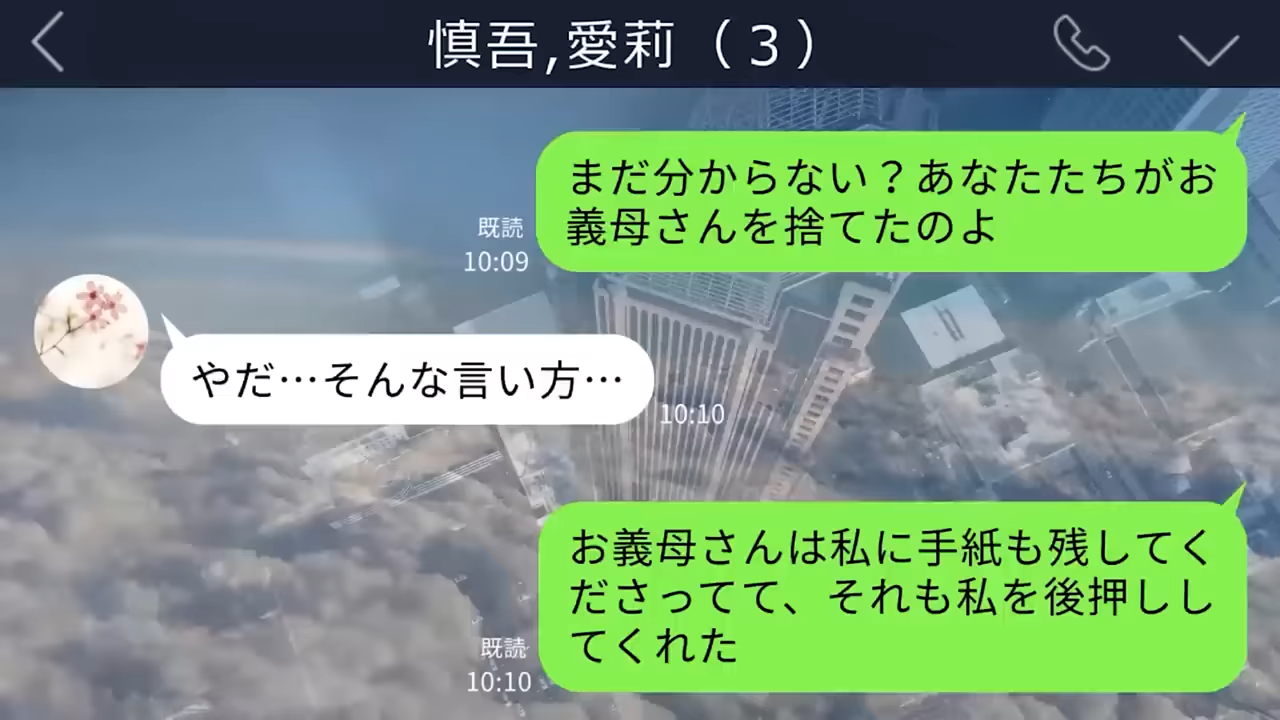 慎吾,愛莉（３）
まだ分からない？あなたたちがお
義母さんを捨てたのよ
既読
10:09
やだ…そんな言い方…
10:10
お義母さんは私に手紙も残してく
ださってて、それも私を後押しし
てくれた
既読
10:10